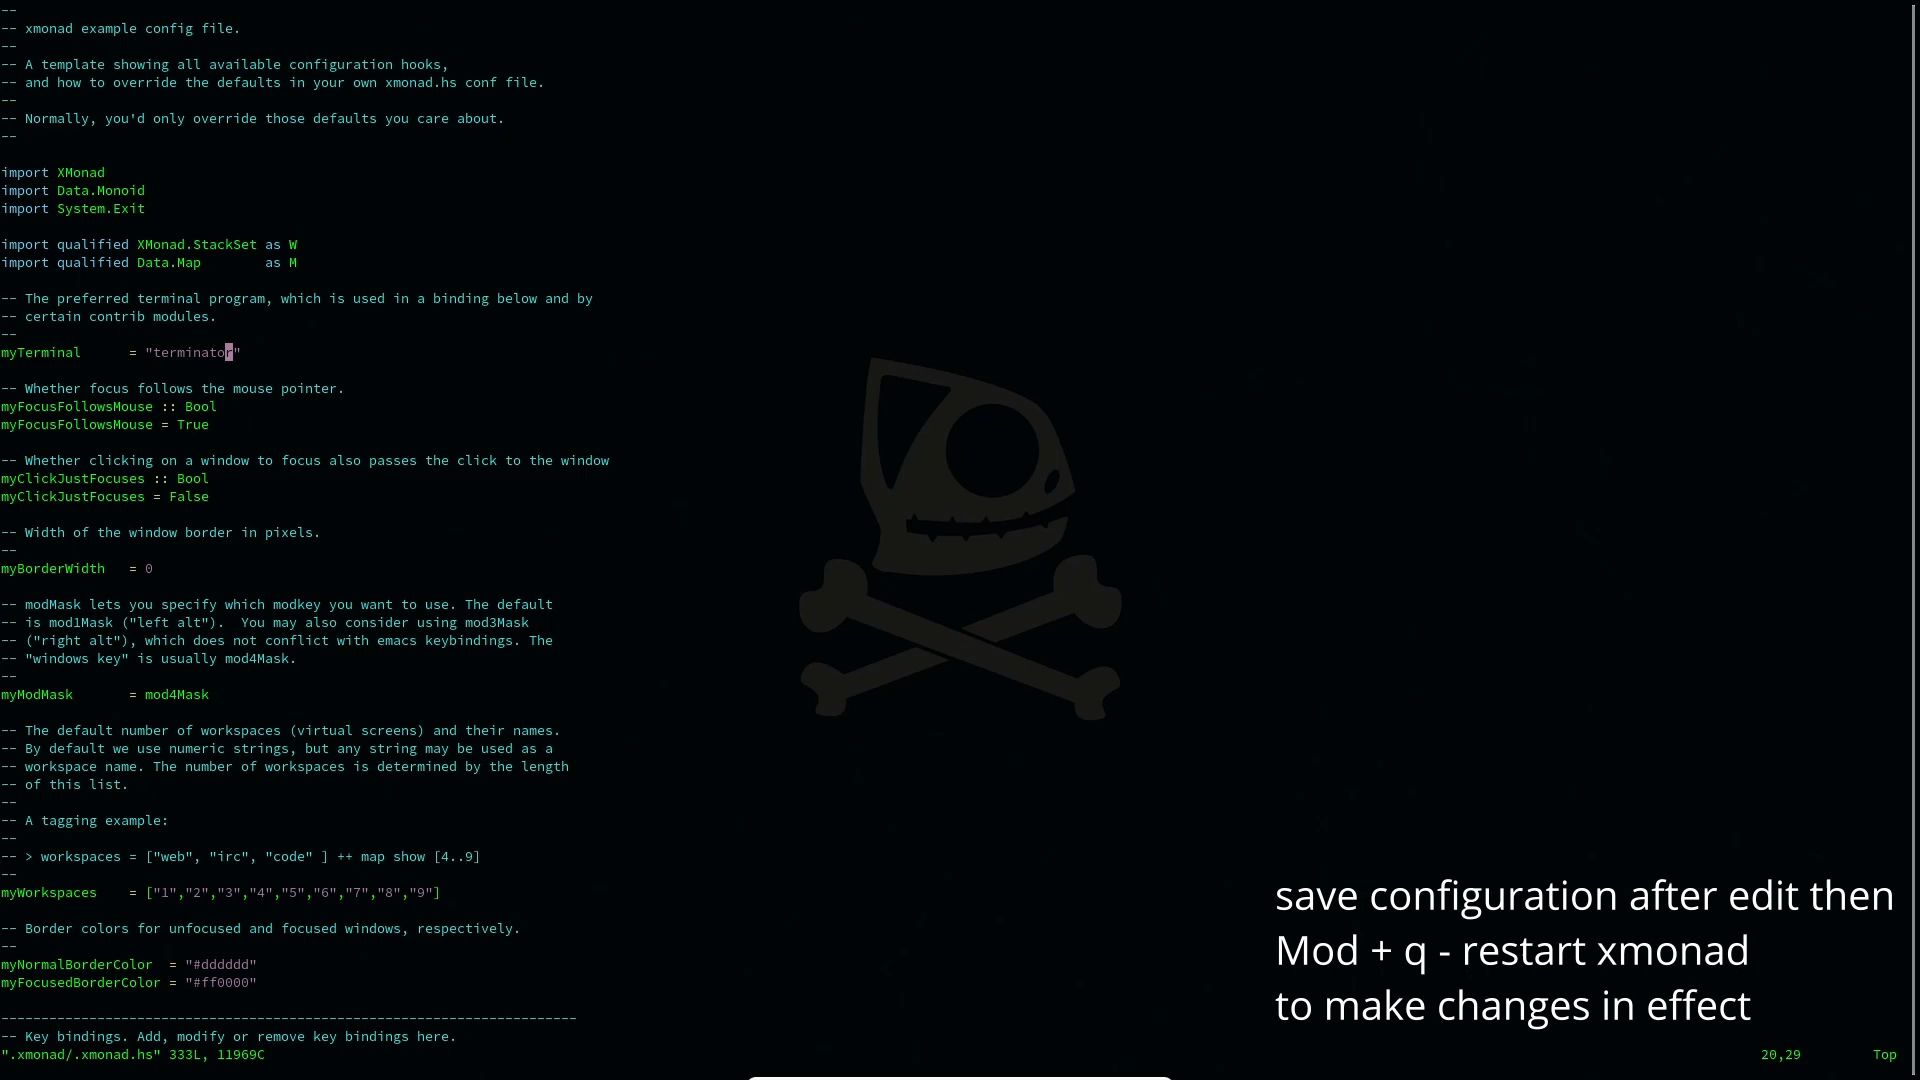 --
-- xmonad example config file.
--
-- A template showing all available configuration hooks,
-- and how to override the defaults in your own xmonad.hs conf file.
--
-- Normally, you'd only override those defaults you care about.
--
import XMonad
import Data.Monoid
import System.Exit
import qualified XMonad.StackSet as W
import qualified Data.Map        as M
-- The preferred terminal program, which is used in a binding below and by
-- certain contrib modules.
--
myTerminal      = "terminator"
-- Whether focus follows the mouse pointer.
myFocusFollowsMouse :: Bool
myFocusFollowsMouse = True
-- Whether clicking on a window to focus also passes the click to the window
myClickJustFocuses :: Bool
myClickJustFocuses = False
-- Width of the window border in pixels.
--
myBorderWidth   = 0
-- modMask lets you specify which modkey you want to use. The default
-- is mod1Mask ("left alt").  You may also consider using mod3Mask
-- ("right alt"), which does not conflict with emacs keybindings. The
-- "windows key" is usually mod4Mask.
--
myModMask       = mod4Mask
-- The default number of workspaces (virtual screens) and their names.
-- By default we use numeric strings, but any string may be used as a
-- workspace name. The number of workspaces is determined by the length
-- of this list.
--
-- A tagging example:
--
-- > workspaces = ["web", "irc", "code" ] ++ map show [4..9]
--
myWorkspaces    = ["1","2","3","4","5","6","7","8","9"]
-- Border colors for unfocused and focused windows, respectively.
--
myNormalBorderColor  = "#dddddd"
myFocusedBorderColor = "#ff0000"
------------------------------------------------------------------------
-- Key bindings. Add, modify or remove key bindings here.
".xmonad/.xmonad.hs" 333L, 11969C
20,29         Top
save configuration after edit then
Mod + q - restart xmonad
to make changes in effect